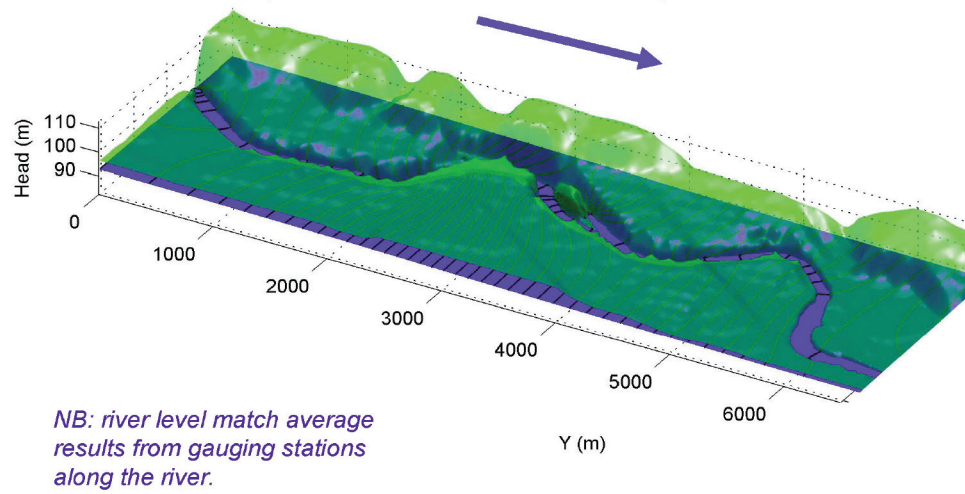 Head (m)
110
100
90
0
1000
2000
3000
4000
5000
6000
Y (m)
NB: river level match average
results from gauging stations
along the river.